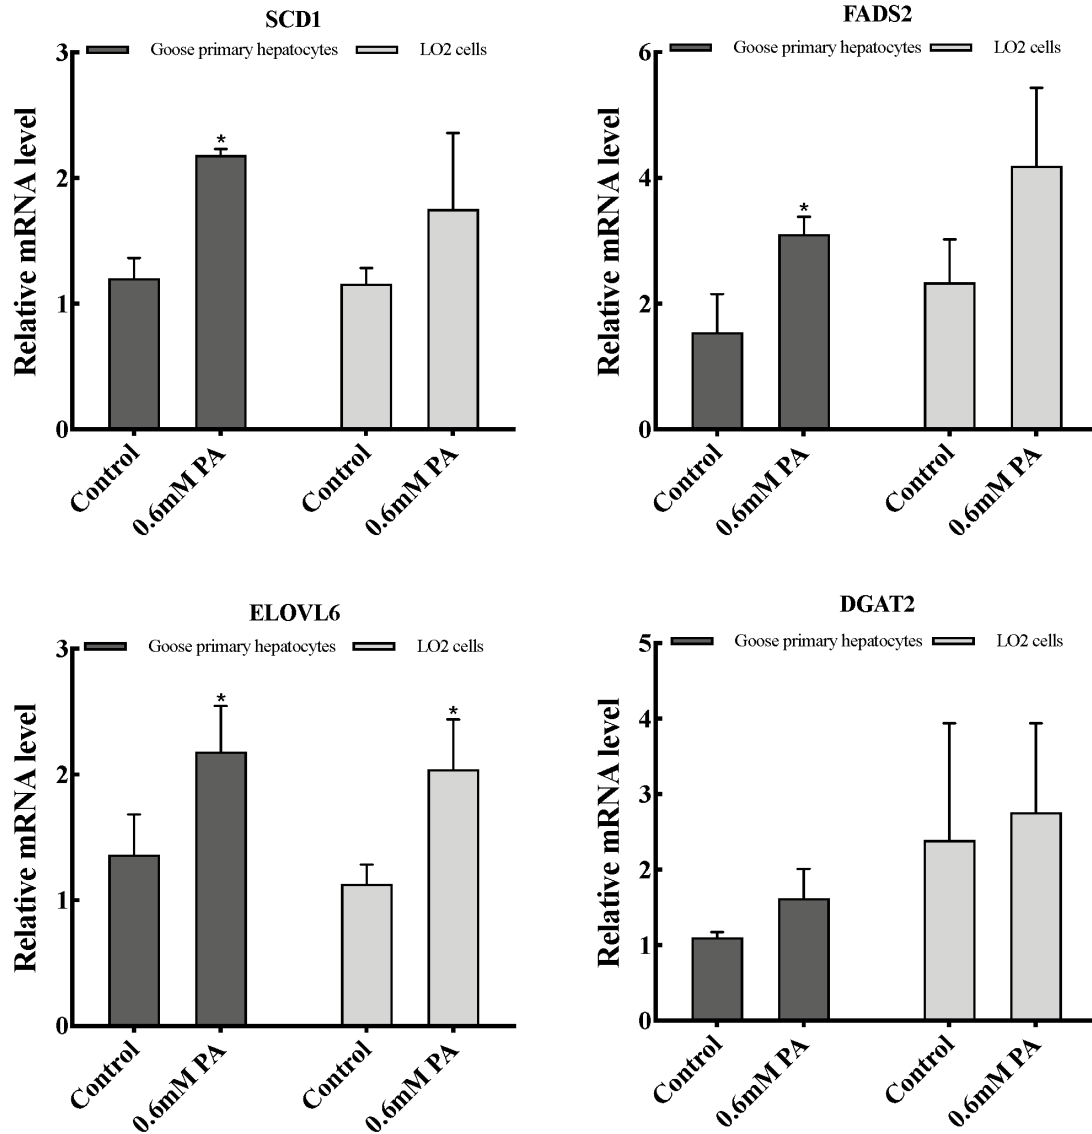 SCD1
Goose primary hepatocytes LO2 cells
Relative mRNA level
3
2
1
0
*
Control
0.6mM PA
Control
0.6mM PA
FADS2
Goose primary hepatocytes LO2 cells
Relative mRNA level
6
4
2
0
*
Control
0.6mM PA
Control
0.6mM PA
ELOVL6
Goose primary hepatocytes LO2 cells
Relative mRNA level
3
2
1
0
*
*
Control
0.6mM PA
Control
0.6mM PA
DGAT2
Goose primary hepatocytes LO2 cells
Relative mRNA level
5
4
3
2
1
0
Control
0.6mM PA
Control
0.6mM PA